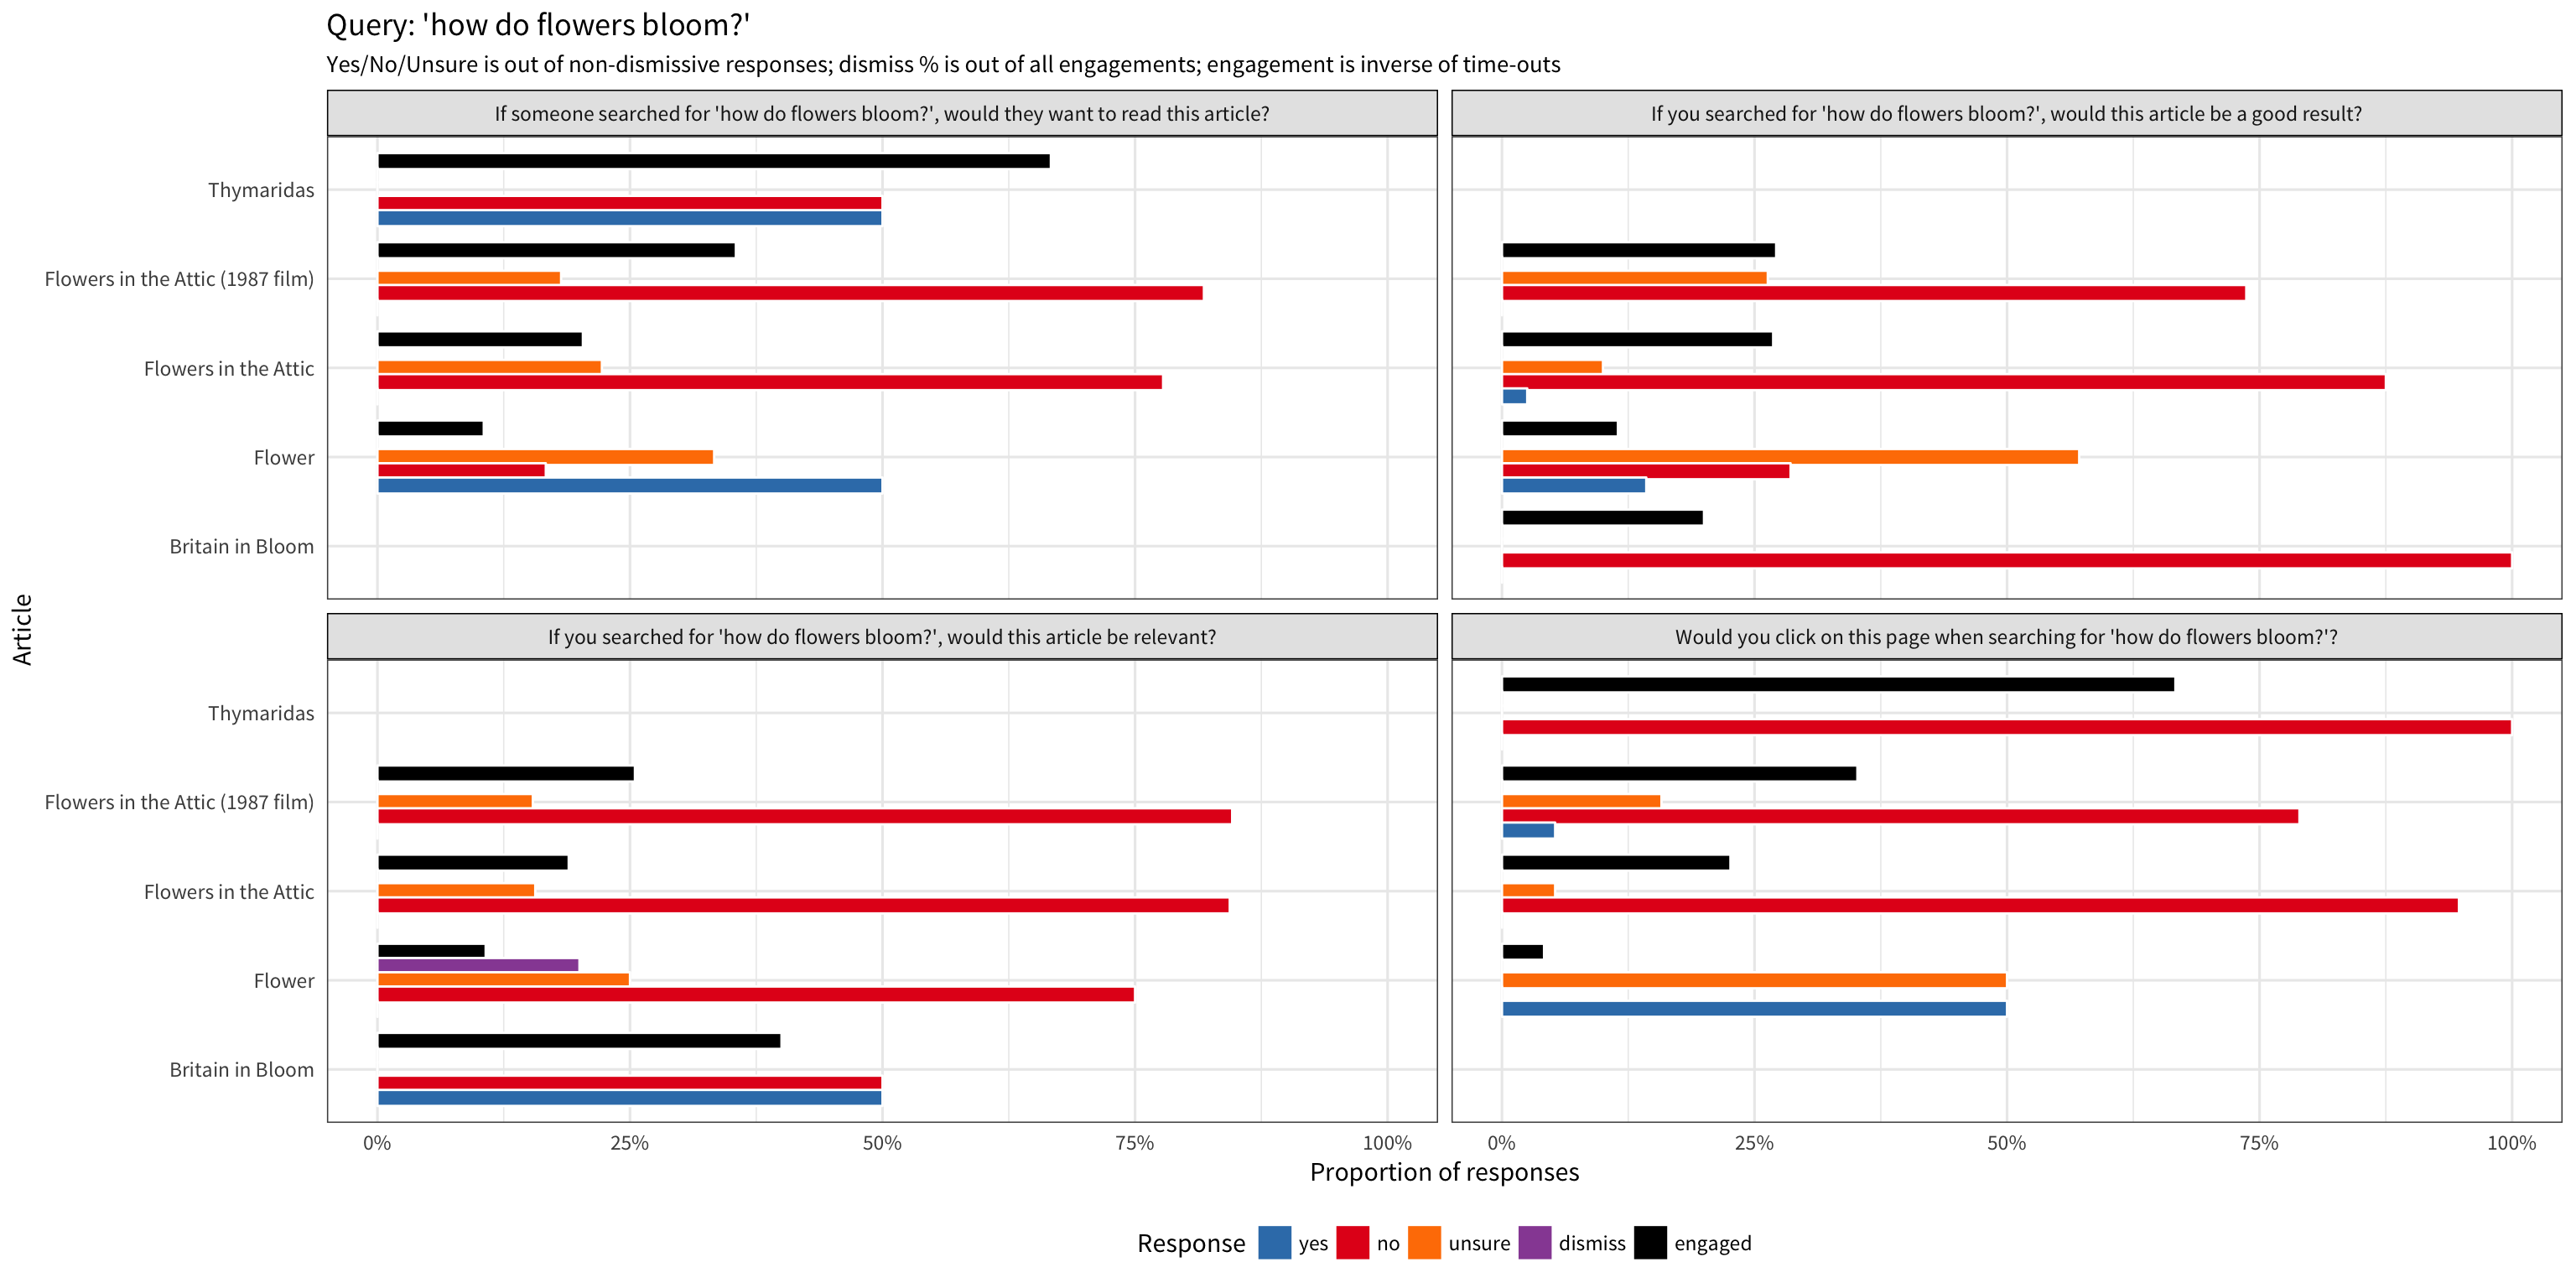 Query: 'how do flowers bloom?'
Yes/No/Unsure is out of non-dismissive responses; dismiss % is out of all engagements; engagement is inverse of time-outs
If someone searched for 'how do flowers bloom?', would they want to read this article?
If you searched for 'how do flowers bloom?', would this article be a good result?
Thymaridas
Flowers in the Attic (1987 film)
Flowers in the Attic
Flower
Britain in Bloom
Article
If you searched for 'how do flowers bloom?', would this article be relevant?
Would you click on this page when searching for 'how do flowers bloom?'?
Thymaridas
Flowers in the Attic (1987 film)
Flowers in the Attic
Flower
Britain in Bloom
0% 25% 50% 75% 100%
0% 25% 50% 75% 100%
Proportion of responses
Response yes no unsure dismiss engaged